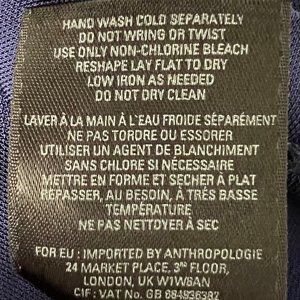 HAND WASH COLD SEPARATELY
DO NOT WRING OR TWIST
USE ONLY NON-CHLORINE BLEACH
RESHAPE LAY FLAT TO DRY
LOW IRON AS NEEDED
DO NOT DRY CLEAN
LAVER À LA MAIN À L'EAU FROIDE SÉPARÉMENT
NE PAS TORDRE OU ESSORER
UTILISER UN AGENT DE BLANCHIMENT
SANS CHLORE SI NÉCESSAIRE
METTRE EN FORME ET SÉCHER À PLAT
REPASSER, AU BESOIN, À TRÈS BASSE
TEMPÉRATURE
NE PAS NETTOYER À SEC
FOR EU : IMPORTED BY ANTHROPOLOGIE
24 MARKET PLACE, 3RD FLOOR,
LONDON, UK W1W8AN
CIF : VAT No. GB